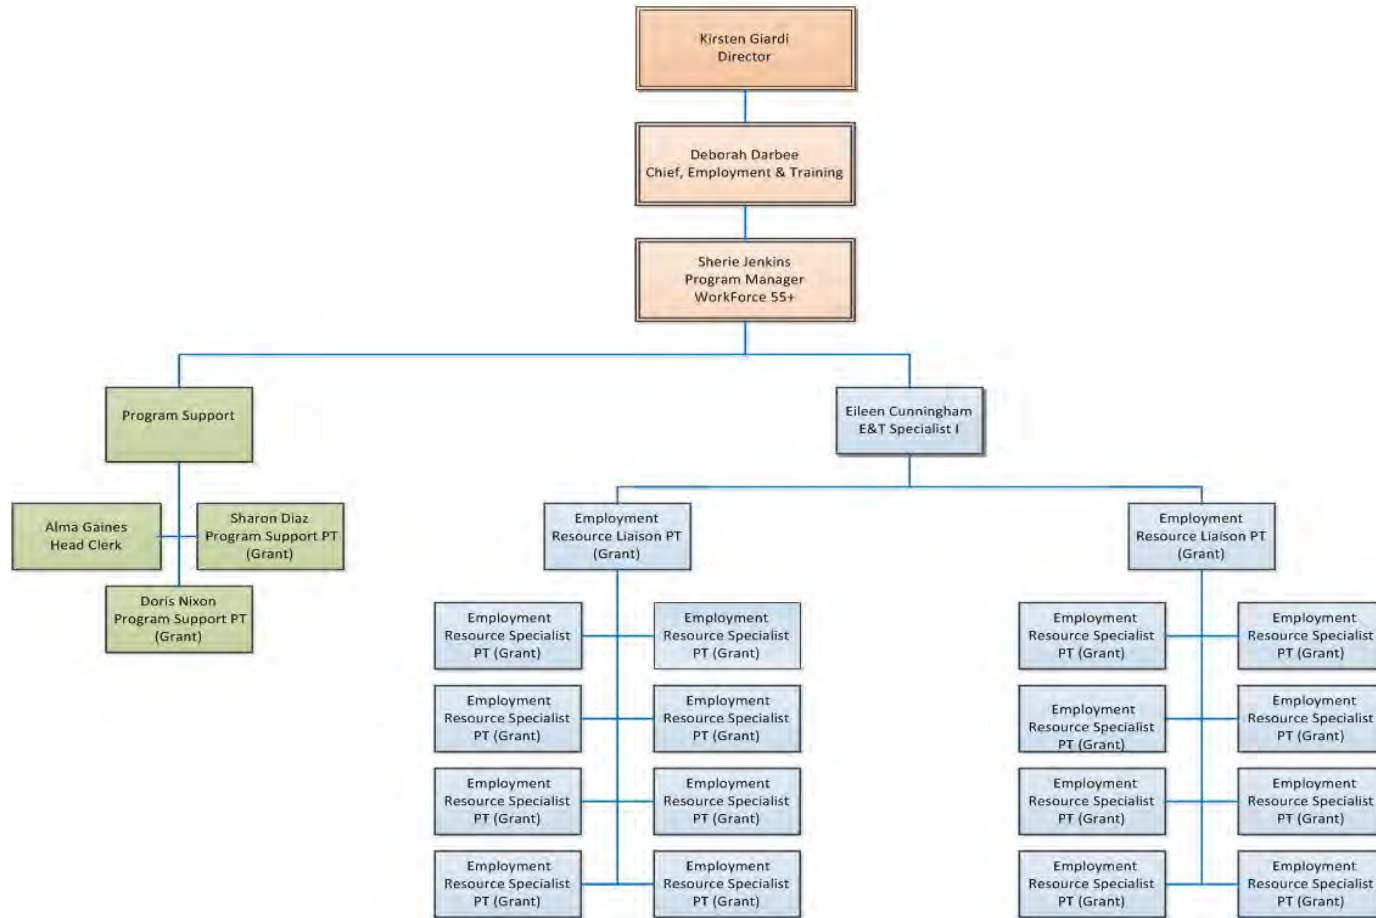 Kirsten Giardi
Director
Deborah Darbee
Chief, Employment & Training
Sherie Jenkins
Program Manager
WorkForce 55+
Program Support
Eileen Cunningham
E&T Specialist I
Alma Gaines
Head Clerk
Sharon Diaz
Program Support PT
(Grant)
Doris Nixon
Program Support PT
(Grant)
Employment
Resource Liaison PT
(Grant)
Employment
Resource Liaison PT
(Grant)
Employment
Resource Specialist
PT (Grant)
Employment
Resource Specialist
PT (Grant)
Employment
Resource Specialist
PT (Grant)
Employment
Resource Specialist
PT (Grant)
Employment
Resource Specialist
PT (Grant)
Employment
Resource Specialist
PT (Grant)
Employment
Resource Specialist
PT (Grant)
Employment
Resource Specialist
PT (Grant)
Employment
Resource Specialist
PT (Grant)
Employment
Resource Specialist
PT (Grant)
Employment
Resource Specialist
PT (Grant)
Employment
Resource Specialist
PT (Grant)
Employment
Resource Specialist
PT (Grant)
Employment
Resource Specialist
PT (Grant)
Employment
Resource Specialist
PT (Grant)
Employment
Resource Specialist
PT (Grant)